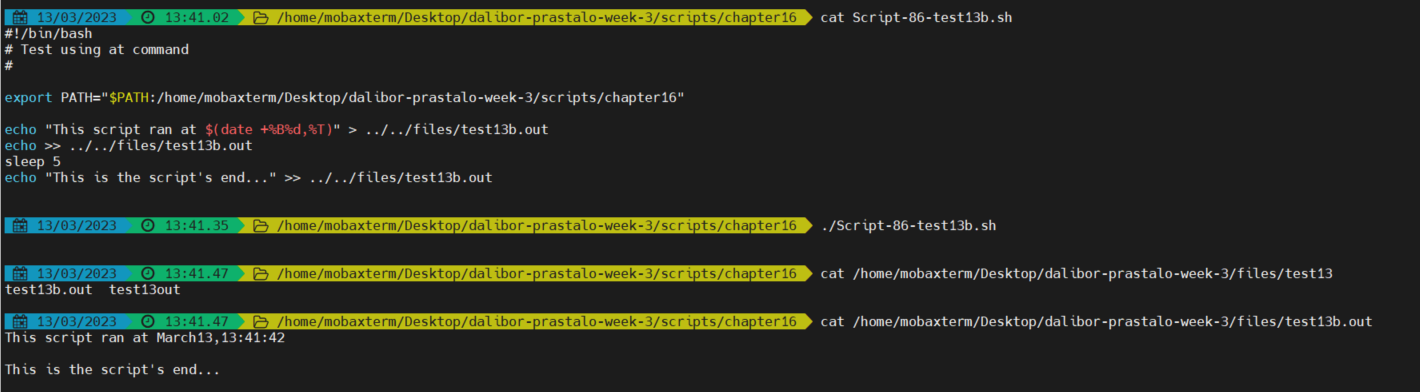 13/03/2023 13:41.02 /home/mobaxterm/Desktop/dalibor-prastalo-week-3/scripts/chapter16 cat Script-86-test13b.sh
#!/bin/bash
# Test using at command
#
export PATH="$PATH:/home/mobaxterm/Desktop/dalibor-prastalo-week-3/scripts/chapter16"
echo "This script ran at $(date +%B%d,%T)" > ../../files/test13b.out
echo >> ../../files/test13b.out
sleep 5
echo "This is the script's end..." >> ../../files/test13b.out
13/03/2023 13:41.35 /home/mobaxterm/Desktop/dalibor-prastalo-week-3/scripts/chapter16 ./Script-86-test13b.sh
13/03/2023 13:41.47 /home/mobaxterm/Desktop/dalibor-prastalo-week-3/scripts/chapter16 cat /home/mobaxterm/Desktop/dalibor-prastalo-week-3/files/test13
test13b.out test13out
13/03/2023 13:41.47 /home/mobaxterm/Desktop/dalibor-prastalo-week-3/scripts/chapter16 cat /home/mobaxterm/Desktop/dalibor-prastalo-week-3/files/test13b.out
This script ran at March13,13:41:42
This is the script's end...